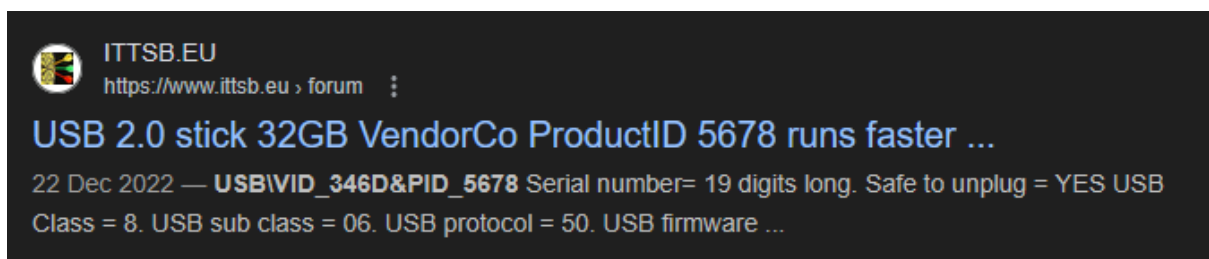 ITTSB.EU
https://www.ittsb.eu › forum
USB 2.0 stick 32GB VendorCo ProductID 5678 runs faster ...
22 Dec 2022 — USB\VID_346D&PID_5678 Serial number= 19 digits long. Safe to unplug = YES USB
Class = 8. USB sub class = 06. USB protocol = 50. USB firmware ...